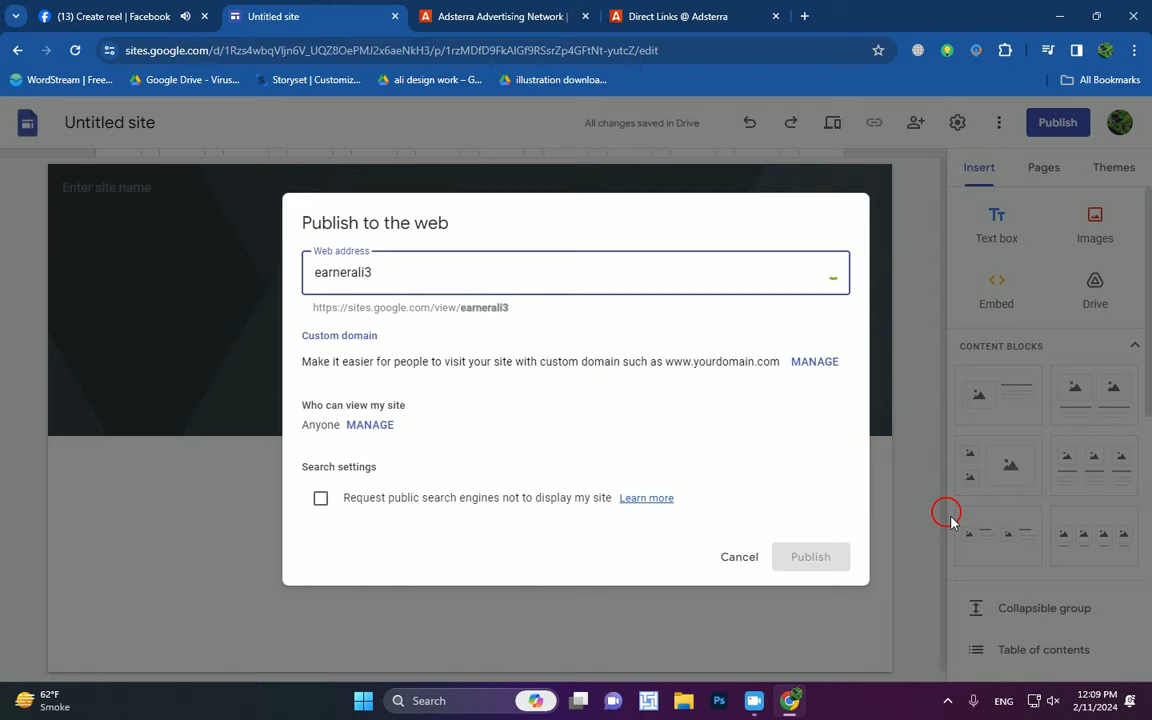 (13) Create reel | Facebook
Untitled site
Adsterra Advertising Network |
Direct Links @ Adsterra
sites.google.com/d/1Rzs4wbqVljn6V_UQZ8OePMJ2x6aeNkH3/p/1rzMDfD9FkAIGf9RSsrZp4GFtNt-yutcZ/edit
WordStream | Free...
Google Drive - Virus...
Storyset | Customiz...
ali design work – G...
illustration downloa...
All Bookmarks
Untitled site
All changes saved in Drive
Publish
Enter site name
Insert
Pages
Themes
Publish to the web
Web address
earnerali3
https://sites.google.com/view/earnerali3
Custom domain
Make it easier for people to visit your site with custom domain such as www.yourdomain.com MANAGE
Who can view my site
Anyone MANAGE
Search settings
Request public search engines not to display my site Learn more
Cancel
Publish
Text box
Images
Embed
Drive
CONTENT BLOCKS
Collapsible group
Table of contents
62°F
Smoke
Search
Ps
ENG
12:09 PM
2/11/2024